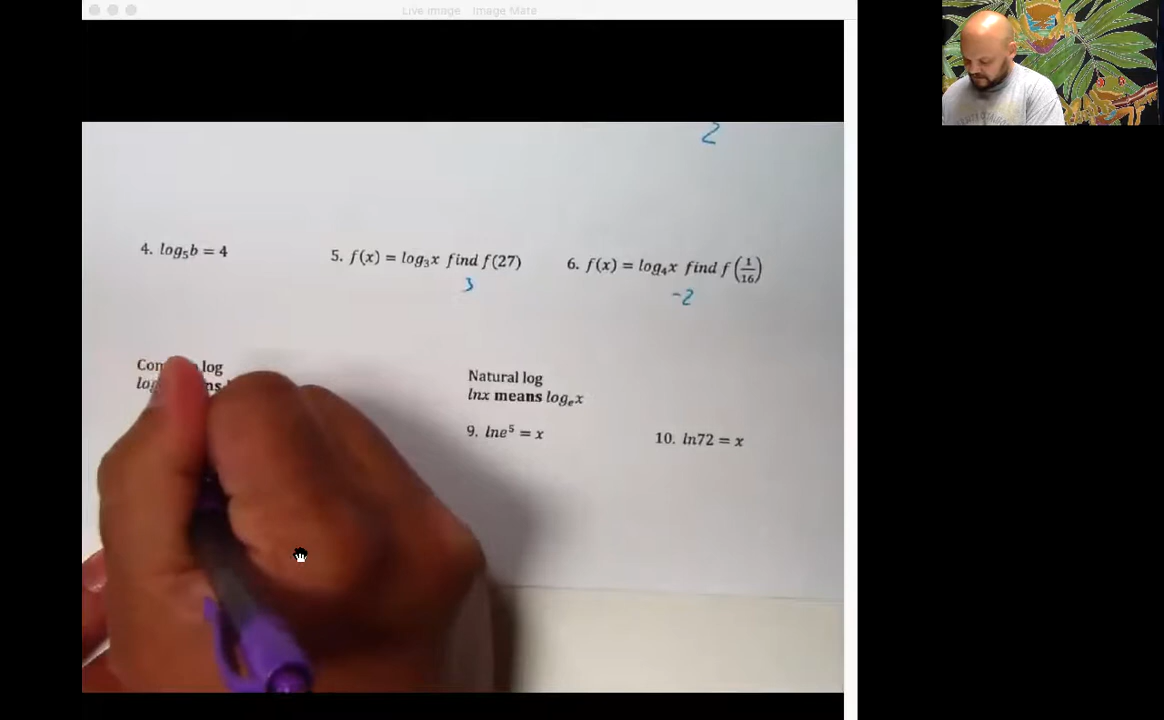 Live Image - Image Mate
2
4. log₅b = 4
5. f(x) = log₃x find f(27)
3
6. f(x) = log₄x find f(1/16)
-2
log
Natural log
lnx means logₑx
9. lne⁵ = x
10. ln72 = x